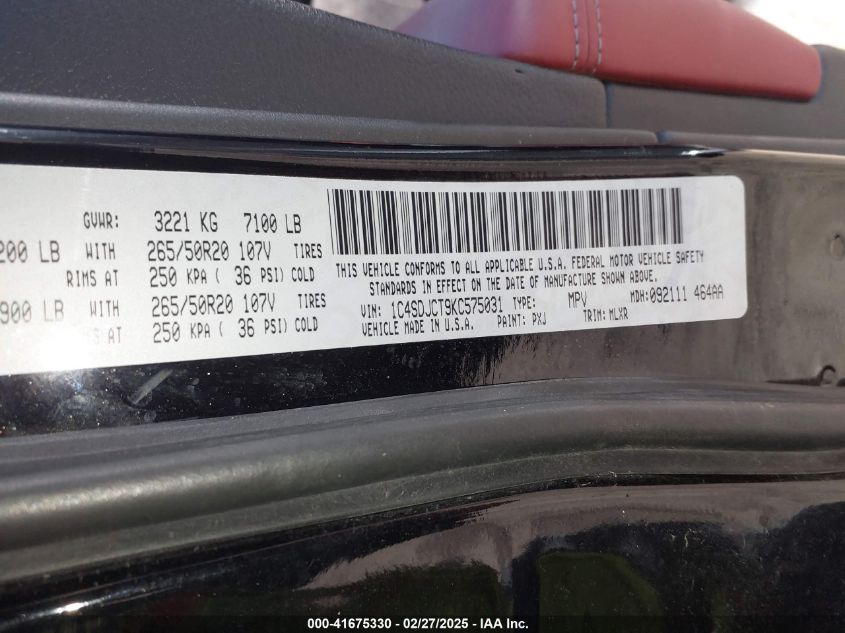 GVWR: 3221 KG 7100 LB
200 LB WITH 265/50R20 107V TIRES
RIMS AT 250 KPA ( 36 PSI) COLD
900 LB WITH 265/50R20 107V TIRES
RIMS AT 250 KPA ( 36 PSI) COLD
THIS VEHICLE CONFORMS TO ALL APPLICABLE U.S.A. FEDERAL MOTOR VEHICLE SAFETY
STANDARDS IN EFFECT ON THE DATE OF MANUFACTURE SHOWN ABOVE.
VIN: 1C4SDJCT9KC575031 TYPE: MPV MDH: 092111 464AA
VEHICLE MADE IN U.S.A. PAINT: PXJ TRIM: MLXR
000-41675330 - 02/27/2025 - IAA Inc.